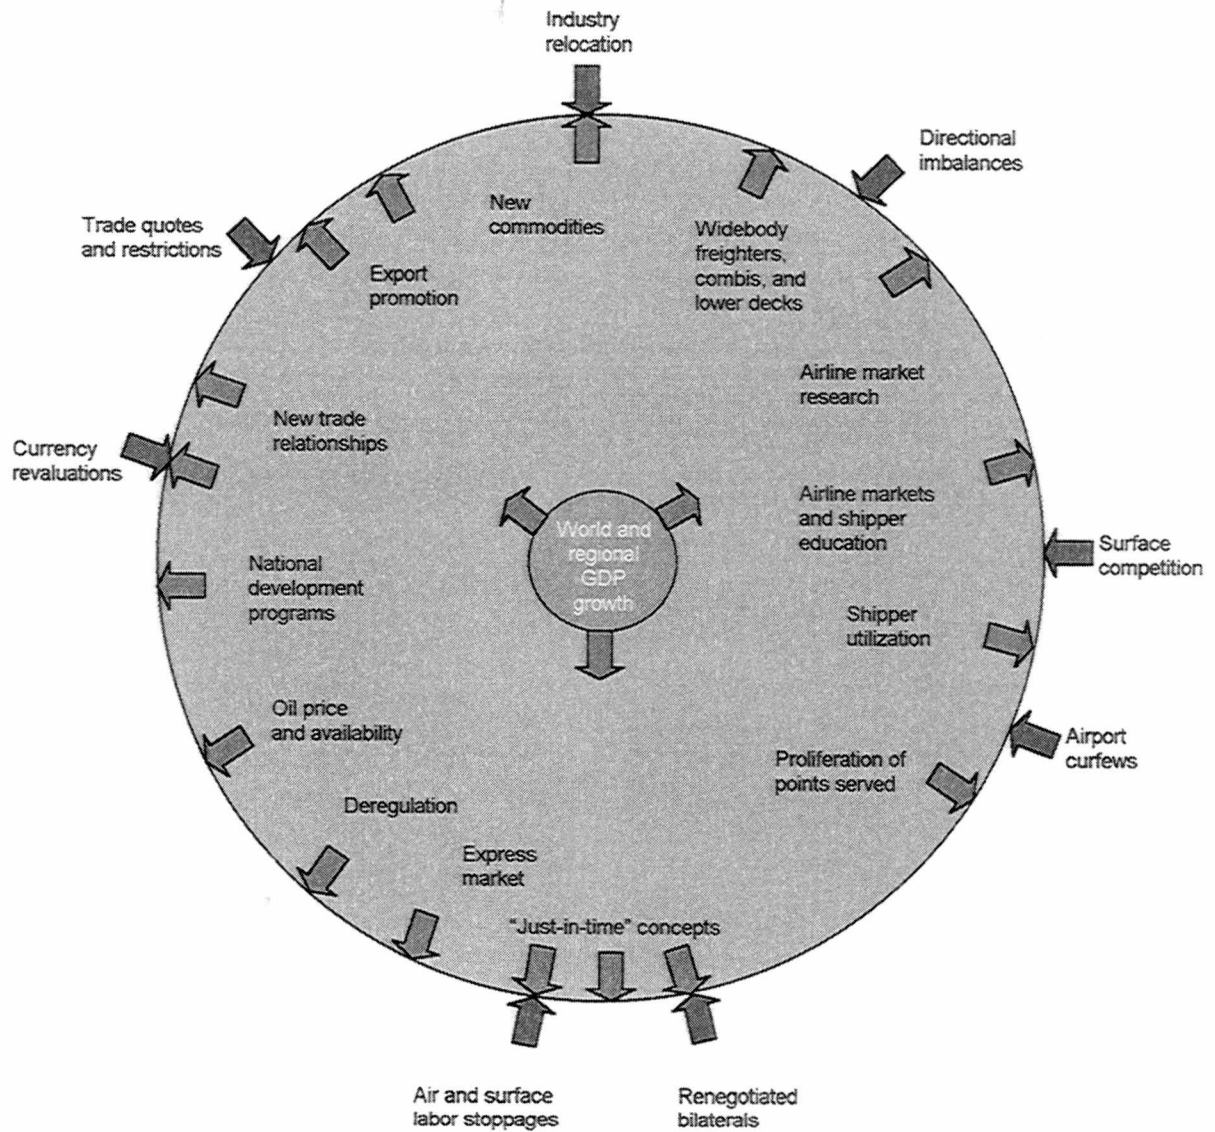 Industry
relocation
Directional
imbalances
New
commodities
Trade quotes
and restrictions
Widebody
freighters,
combis, and
lower decks
Export
promotion
Airline market
research
New trade
relationships
Currency
revaluations
Airline markets
and shipper
education
World and
regional
GDP
growth
Surface
competition
National
development
programs
Shipper
utilization
Oil price
and availability
Airport
curfews
Proliferation of
points served
Deregulation
Express
market
"Just-in-time" concepts
Air and surface
labor stoppages
Renegotiated
bilaterals